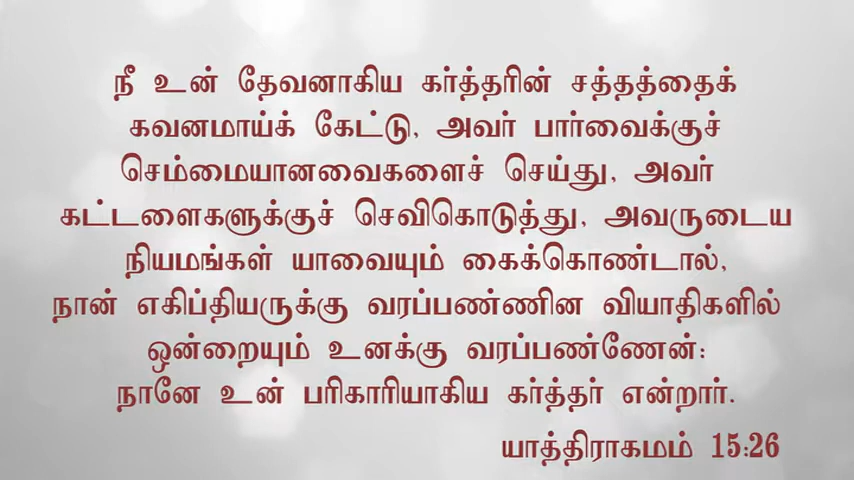 நீ உன் தேவனாகிய கர்த்தரின் சத்தத்தைக்
கவனமாய்க் கேட்டு, அவர் பார்வைக்குச்
செம்மையானவைகளைச் செய்து, அவர்
கட்டளைகளுக்குச் செவிகொடுத்து, அவருடைய
நியமங்கள் யாவையும் கைக்கொண்டால்,
நான் எகிப்தியருக்கு வரப்பண்ணின வியாதிகளில்
ஒன்றையும் உனக்கு வரப்பண்ணேன்:
நானே உன் பரிகாரியாகிய கர்த்தர் என்றார்.
யாத்திராகமம் 15:26